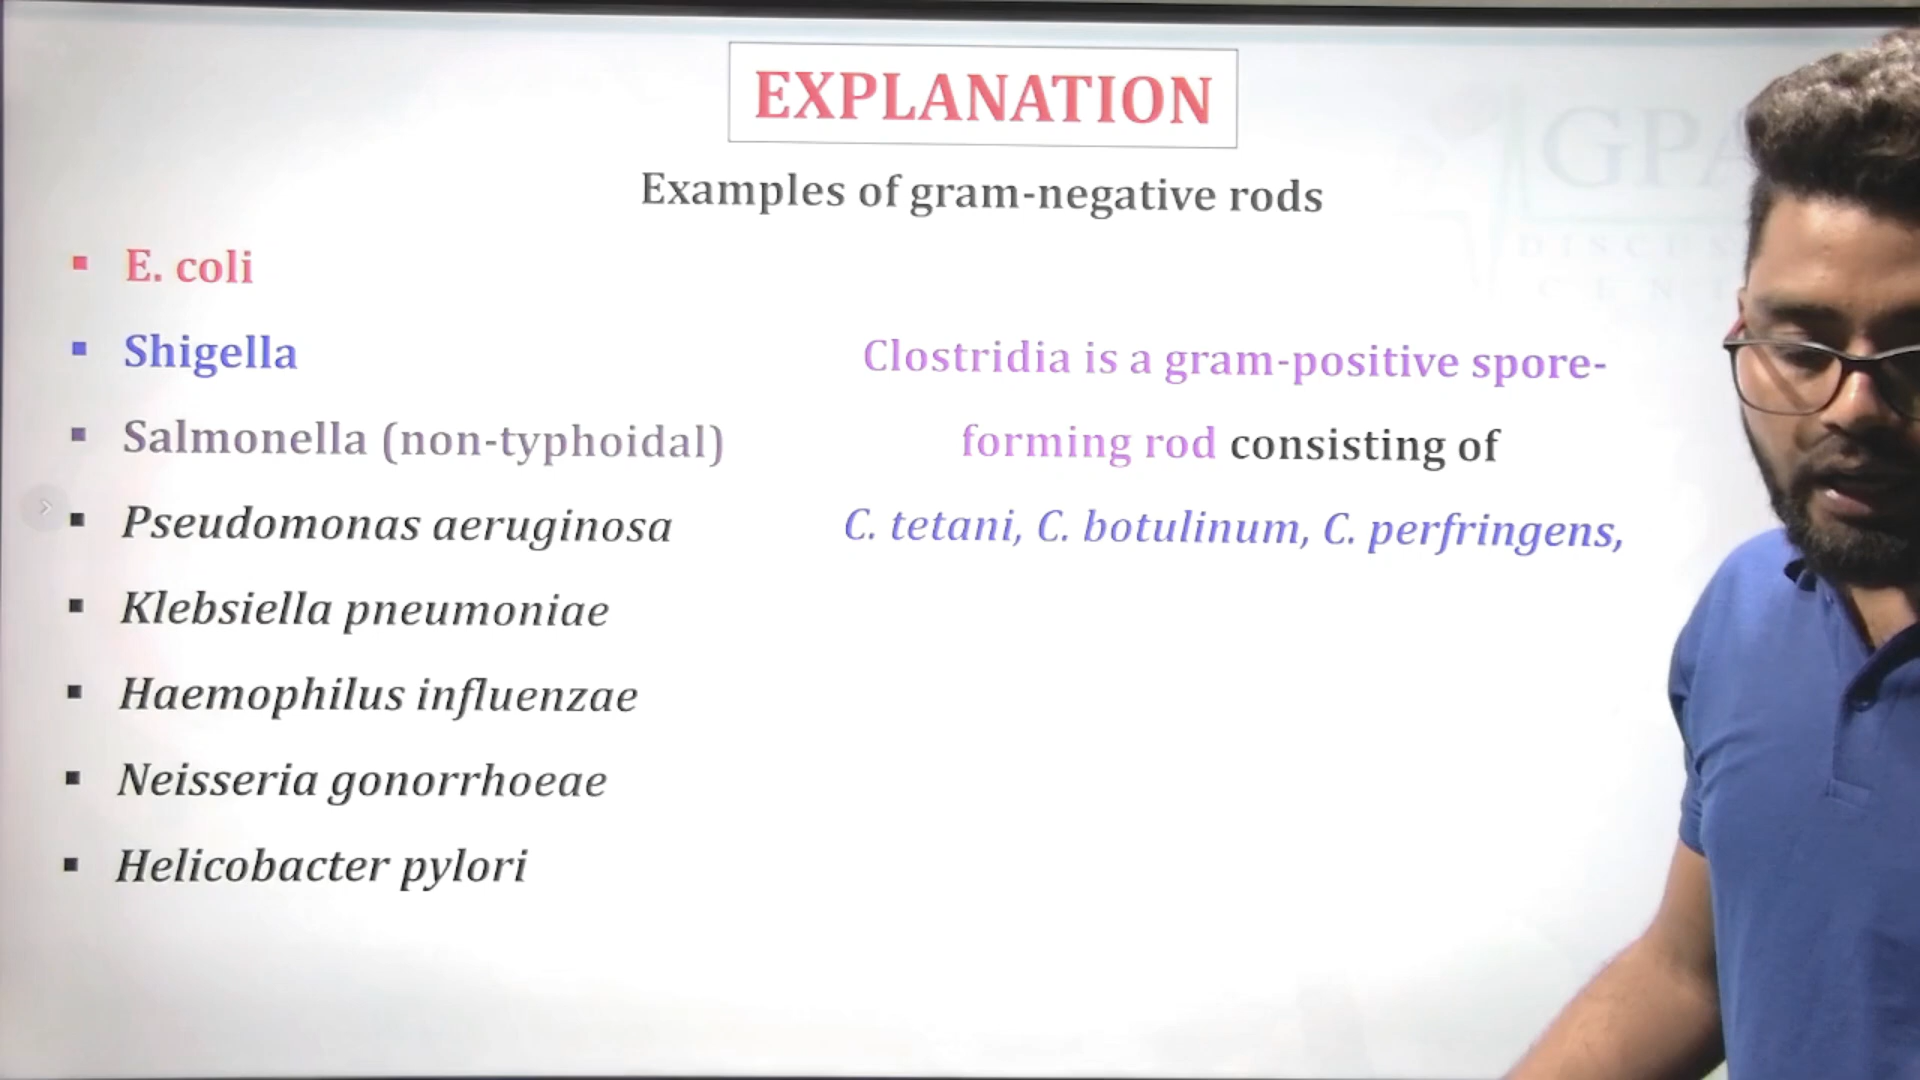 EXPLANATION
Examples of gram-negative rods
▪ E. coli
▪ Shigella
▪ Salmonella (non-typhoidal)
▪ Pseudomonas aeruginosa
▪ Klebsiella pneumoniae
▪ Haemophilus influenzae
▪ Neisseria gonorrhoeae
▪ Helicobacter pylori
Clostridia is a gram-positive spore-
forming rod consisting of
C. tetani, C. botulinum, C. perfringens,
GPA